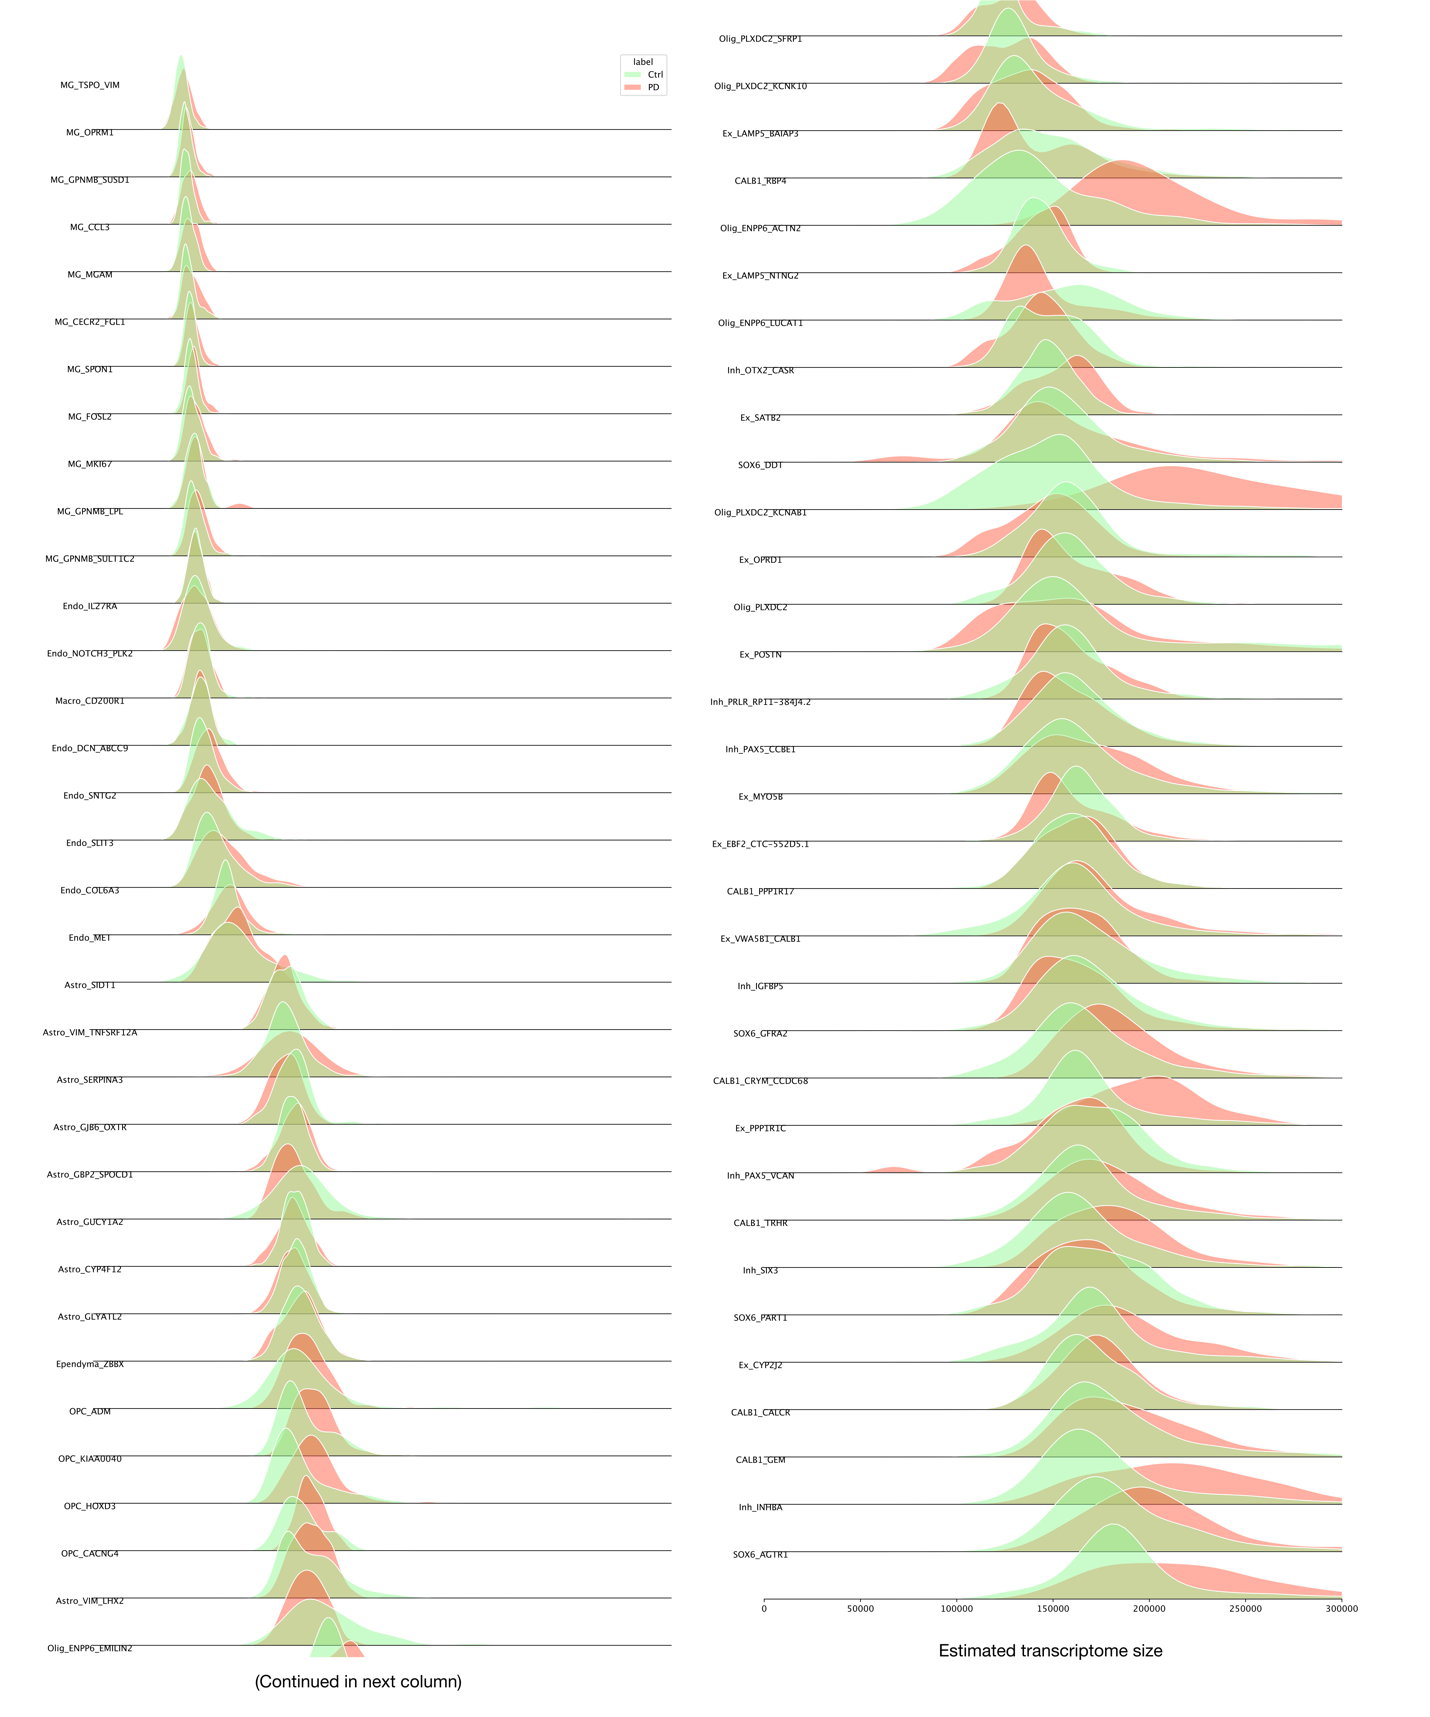 label
Ctrl
PD
MG_TSPO_VIM
MG_OPRM1
MG_GPNMB_SUSD1
MG_CCL3
MG_MGAM
MG_CECR2_FGL1
MG_SPON1
MG_FOSL2
MG_MKI67
MG_GPNMB_LPL
MG_GPNMB_SULT1C2
Endo_IL27RA
Endo_NOTCH3_PLK2
Macro_CD200R1
Endo_DCN_ABCC9
Endo_SNTG2
Endo_SLIT3
Endo_COL6A3
Endo_MET
Astro_SIDT1
Astro_VIM_TNFSRF12A
Astro_SERPINA3
Astro_GJB6_OXTR
Astro_GBP2_SPOCD1
Astro_GUCY1A2
Astro_CYP4F12
Astro_GLYATL2
Ependyma_ZBBX
OPC_ADM
OPC_KIAA0040
OPC_HOXD3
OPC_CACNG4
Astro_VIM_LHX2
Olig_ENPP6_EMILIN2
(Continued in next column)
Olig_PLXDC2_SFRP1
Olig_PLXDC2_KCNK10
Ex_LAMP5_BAIAP3
CALB1_RBP4
Olig_ENPP6_ACTN2
Ex_LAMP5_NTNG2
Olig_ENPP6_LUCAT1
Inh_OTX2_CASR
Ex_SATB2
SOX6_DDT
Olig_PLXDC2_KCNAB1
Ex_OPRD1
Olig_PLXDC2
Ex_POSTN
Inh_PRLR_RP11-384J4.2
Inh_PAX5_CCBE1
Ex_MYO5B
Ex_EBF2_CTC-552D5.1
CALB1_PPP1R17
Ex_VWA5B1_CALB1
Inh_IGFBP5
SOX6_GFRA2
CALB1_CRYM_CCDC68
Ex_PPP1R1C
Inh_PAX5_VCAN
CALB1_TRHR
Inh_SIX3
SOX6_PART1
Ex_CYP2J2
CALB1_CALCR
CALB1_GEM
Inh_INHBA
SOX6_AGTR1
0 50000 100000 150000 200000 250000 300000
Estimated transcriptome size